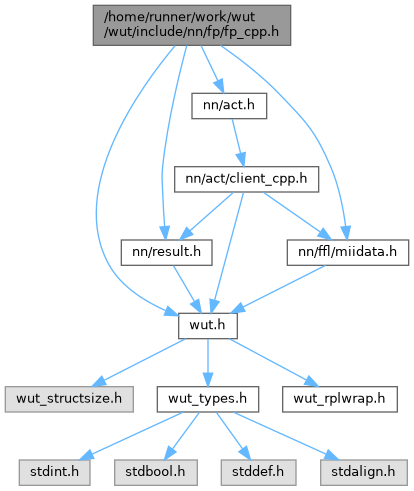 /home/runner/work/wut
/wut/include/nn/fp/fp_cpp.h
nn/act.h
nn/act/client_cpp.h
nn/result.h
nn/ffl/miidata.h
wut.h
wut_structsize.h
wut_types.h
wut_rplwrap.h
stdint.h
stdbool.h
stddef.h
stdalign.h